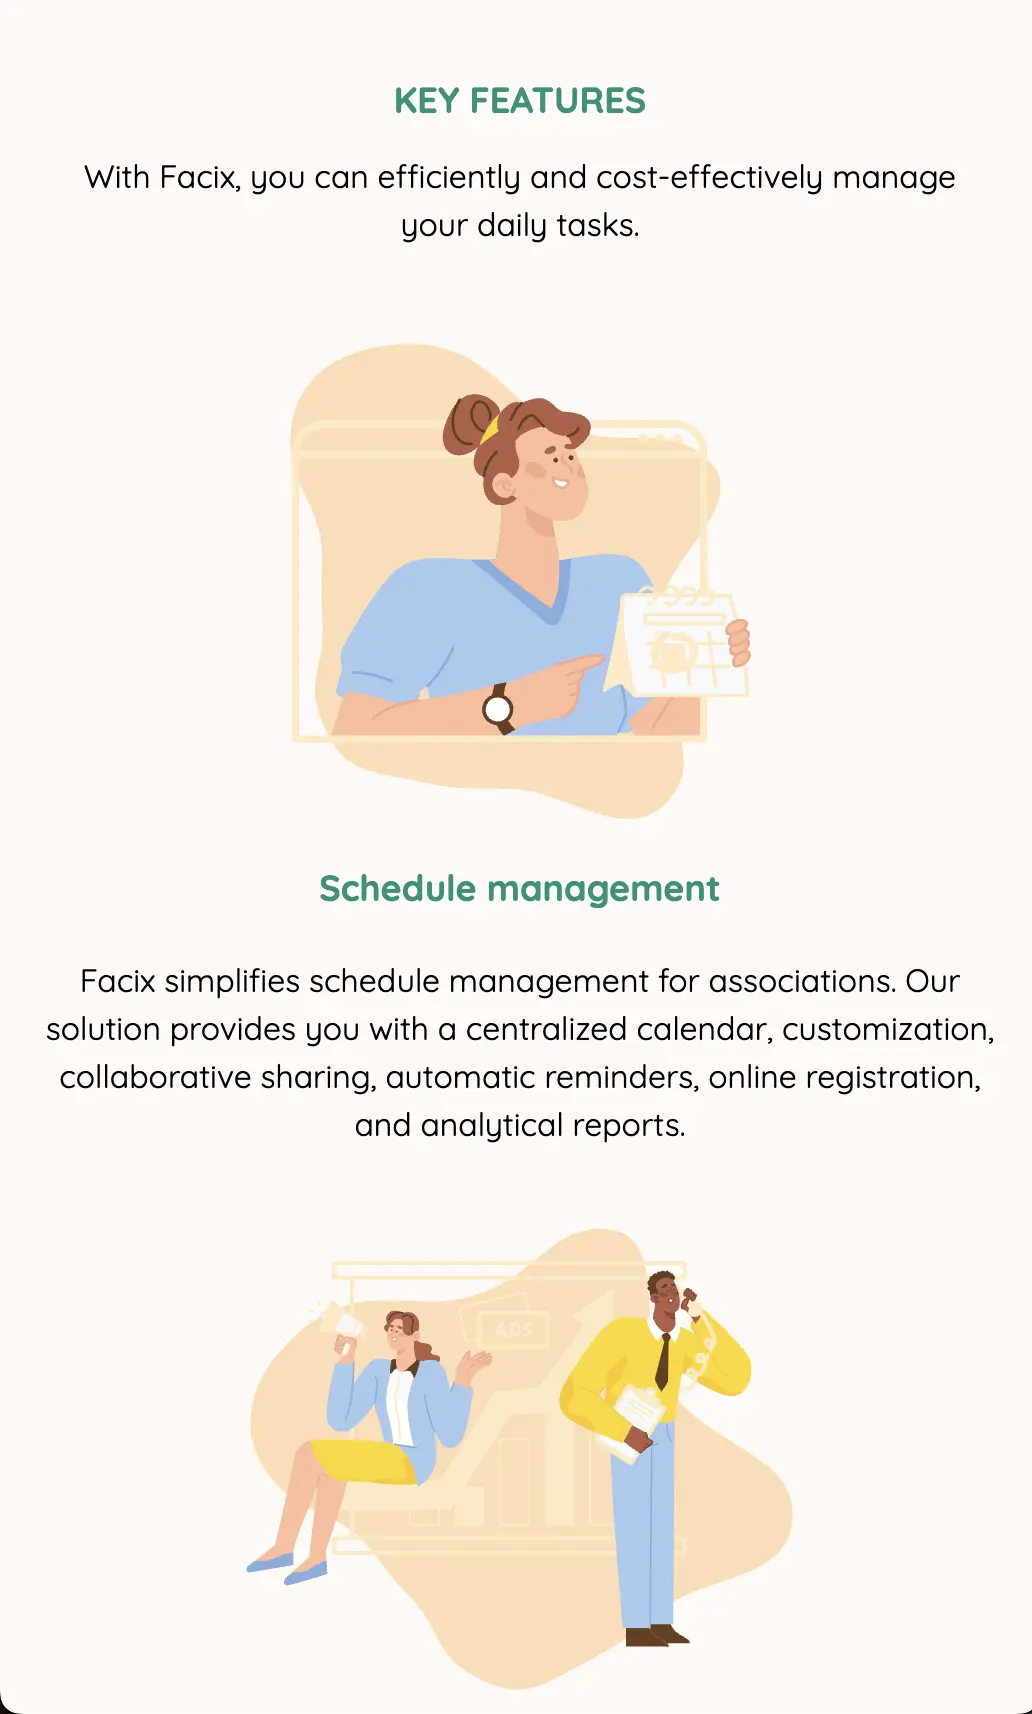 KEY FEATURES
With Facix, you can efficiently and cost-effectively manage
your daily tasks.
Schedule management
Facix simplifies schedule management for associations. Our
solution provides you with a centralized calendar, customization,
collaborative sharing, automatic reminders, online registration,
and analytical reports.
ADS